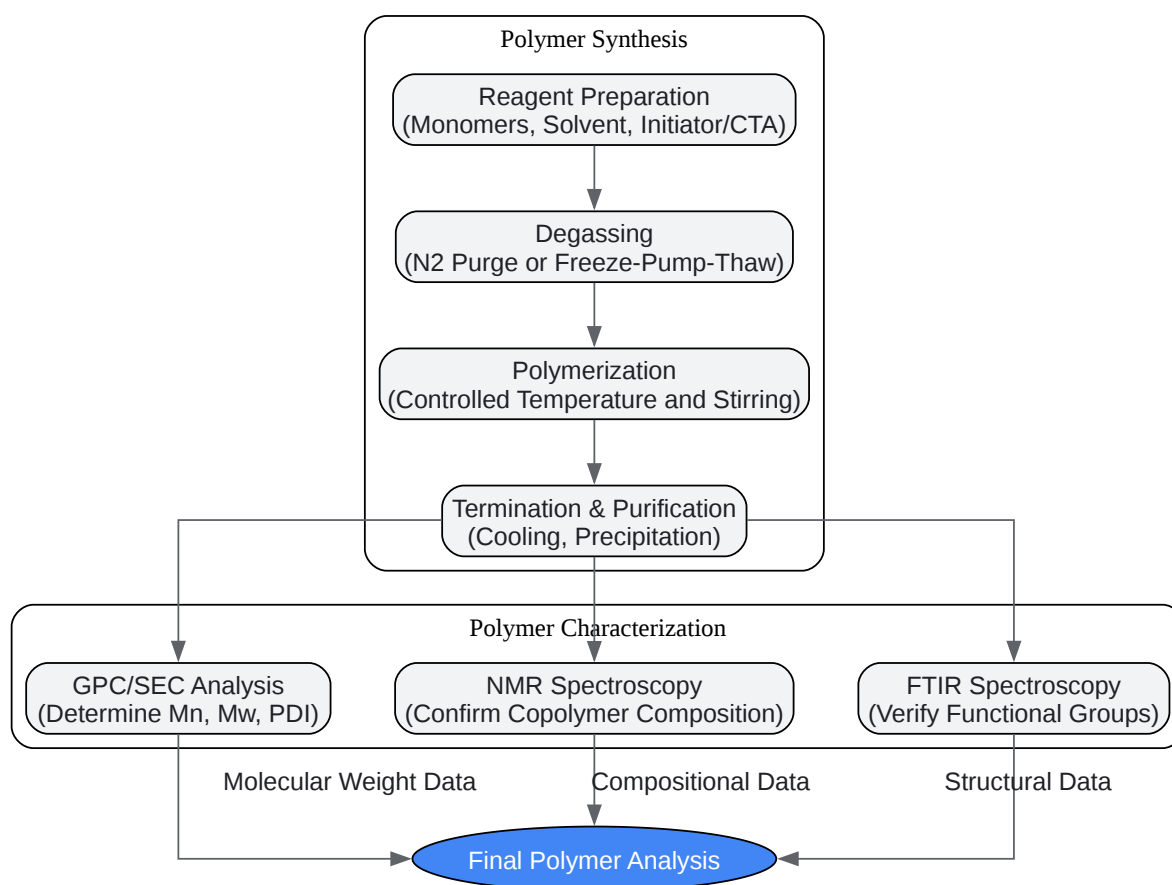 Polymer Synthesis
Reagent Preparation
(Monomers, Solvent, Initiator/CTA)
Degassing
(N2 Purge or Freeze-Pump-Thaw)
Polymerization
(Controlled Temperature and Stirring)
Termination & Purification
(Cooling, Precipitation)
Polymer Characterization
GPC/SEC Analysis
(Determine Mn, Mw, PDI)
NMR Spectroscopy
(Confirm Copolymer Composition)
FTIR Spectroscopy
(Verify Functional Groups)
Molecular Weight Data
Compositional Data
Structural Data
Final Polymer Analysis